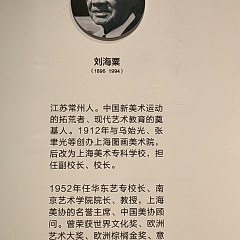 刘海粟
(1896 1994)
江苏常州人。中国新美术运动
的拓荒者、现代艺术教育的奠
基人。1912年与乌始光、张
聿光等创办上海图画美术院，
后改为上海美术专科学校，担
任副校长、校长。
1952年任华东艺专校长、南
京艺术学院院长、教授，上海
美协的名誉主席、中国美协顾
问。曾荣获世界文化奖、欧洲
艺术大奖、欧洲棕榈金奖、意